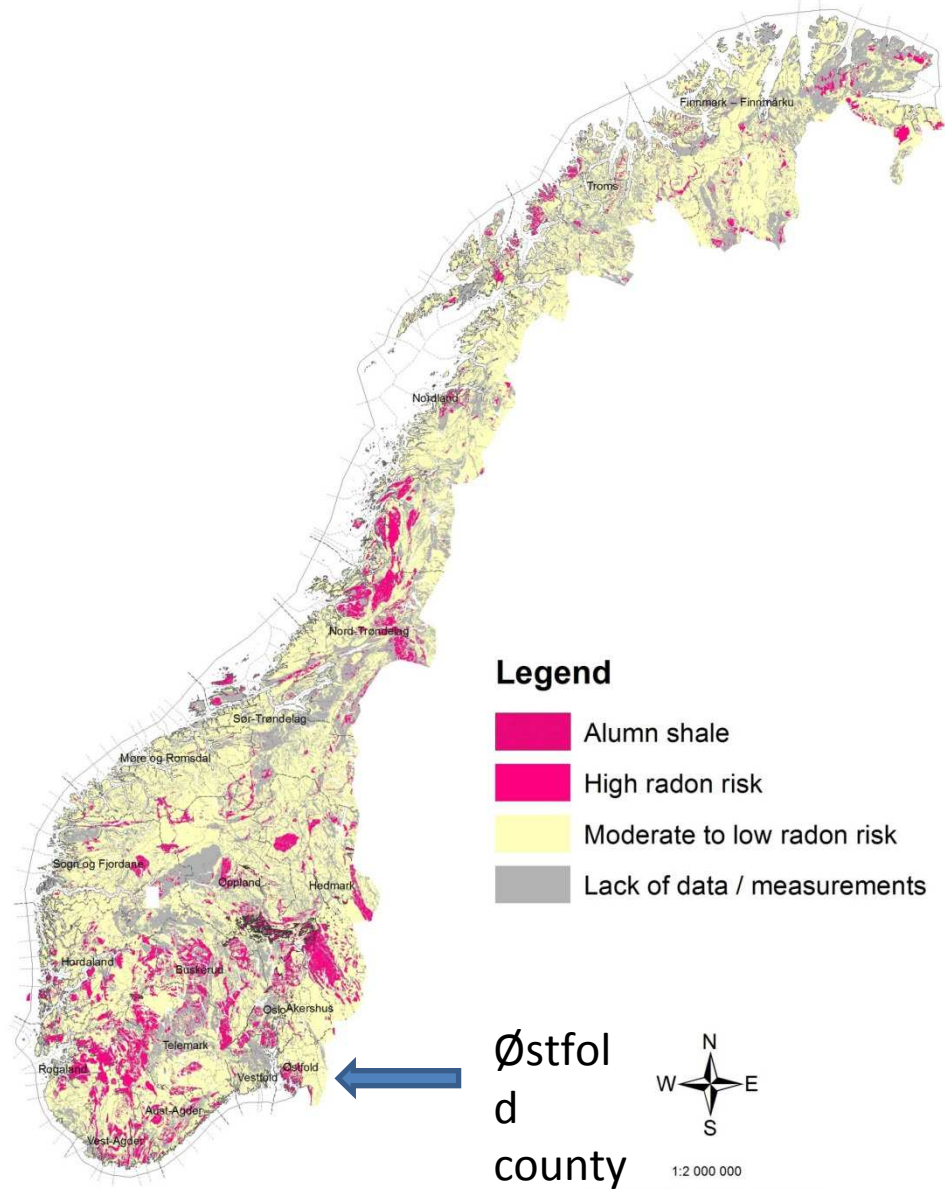 Finnmark – Finnmárku
Troms
Nordland
Nord-Trøndelag
Sør-Trøndelag
Møre og Romsdal
Sogn og Fjordane
Oppland
Hedmark
Hordaland
Buskerud
Oslo
Akershus
Telemark
Rogaland
Vestfold
Østfold
Aust-Agder
Vest-Agder
Legend
Alumn shale
High radon risk
Moderate to low radon risk
Lack of data / measurements
Østfol
d
county
N
W
E
S
1:2 000 000